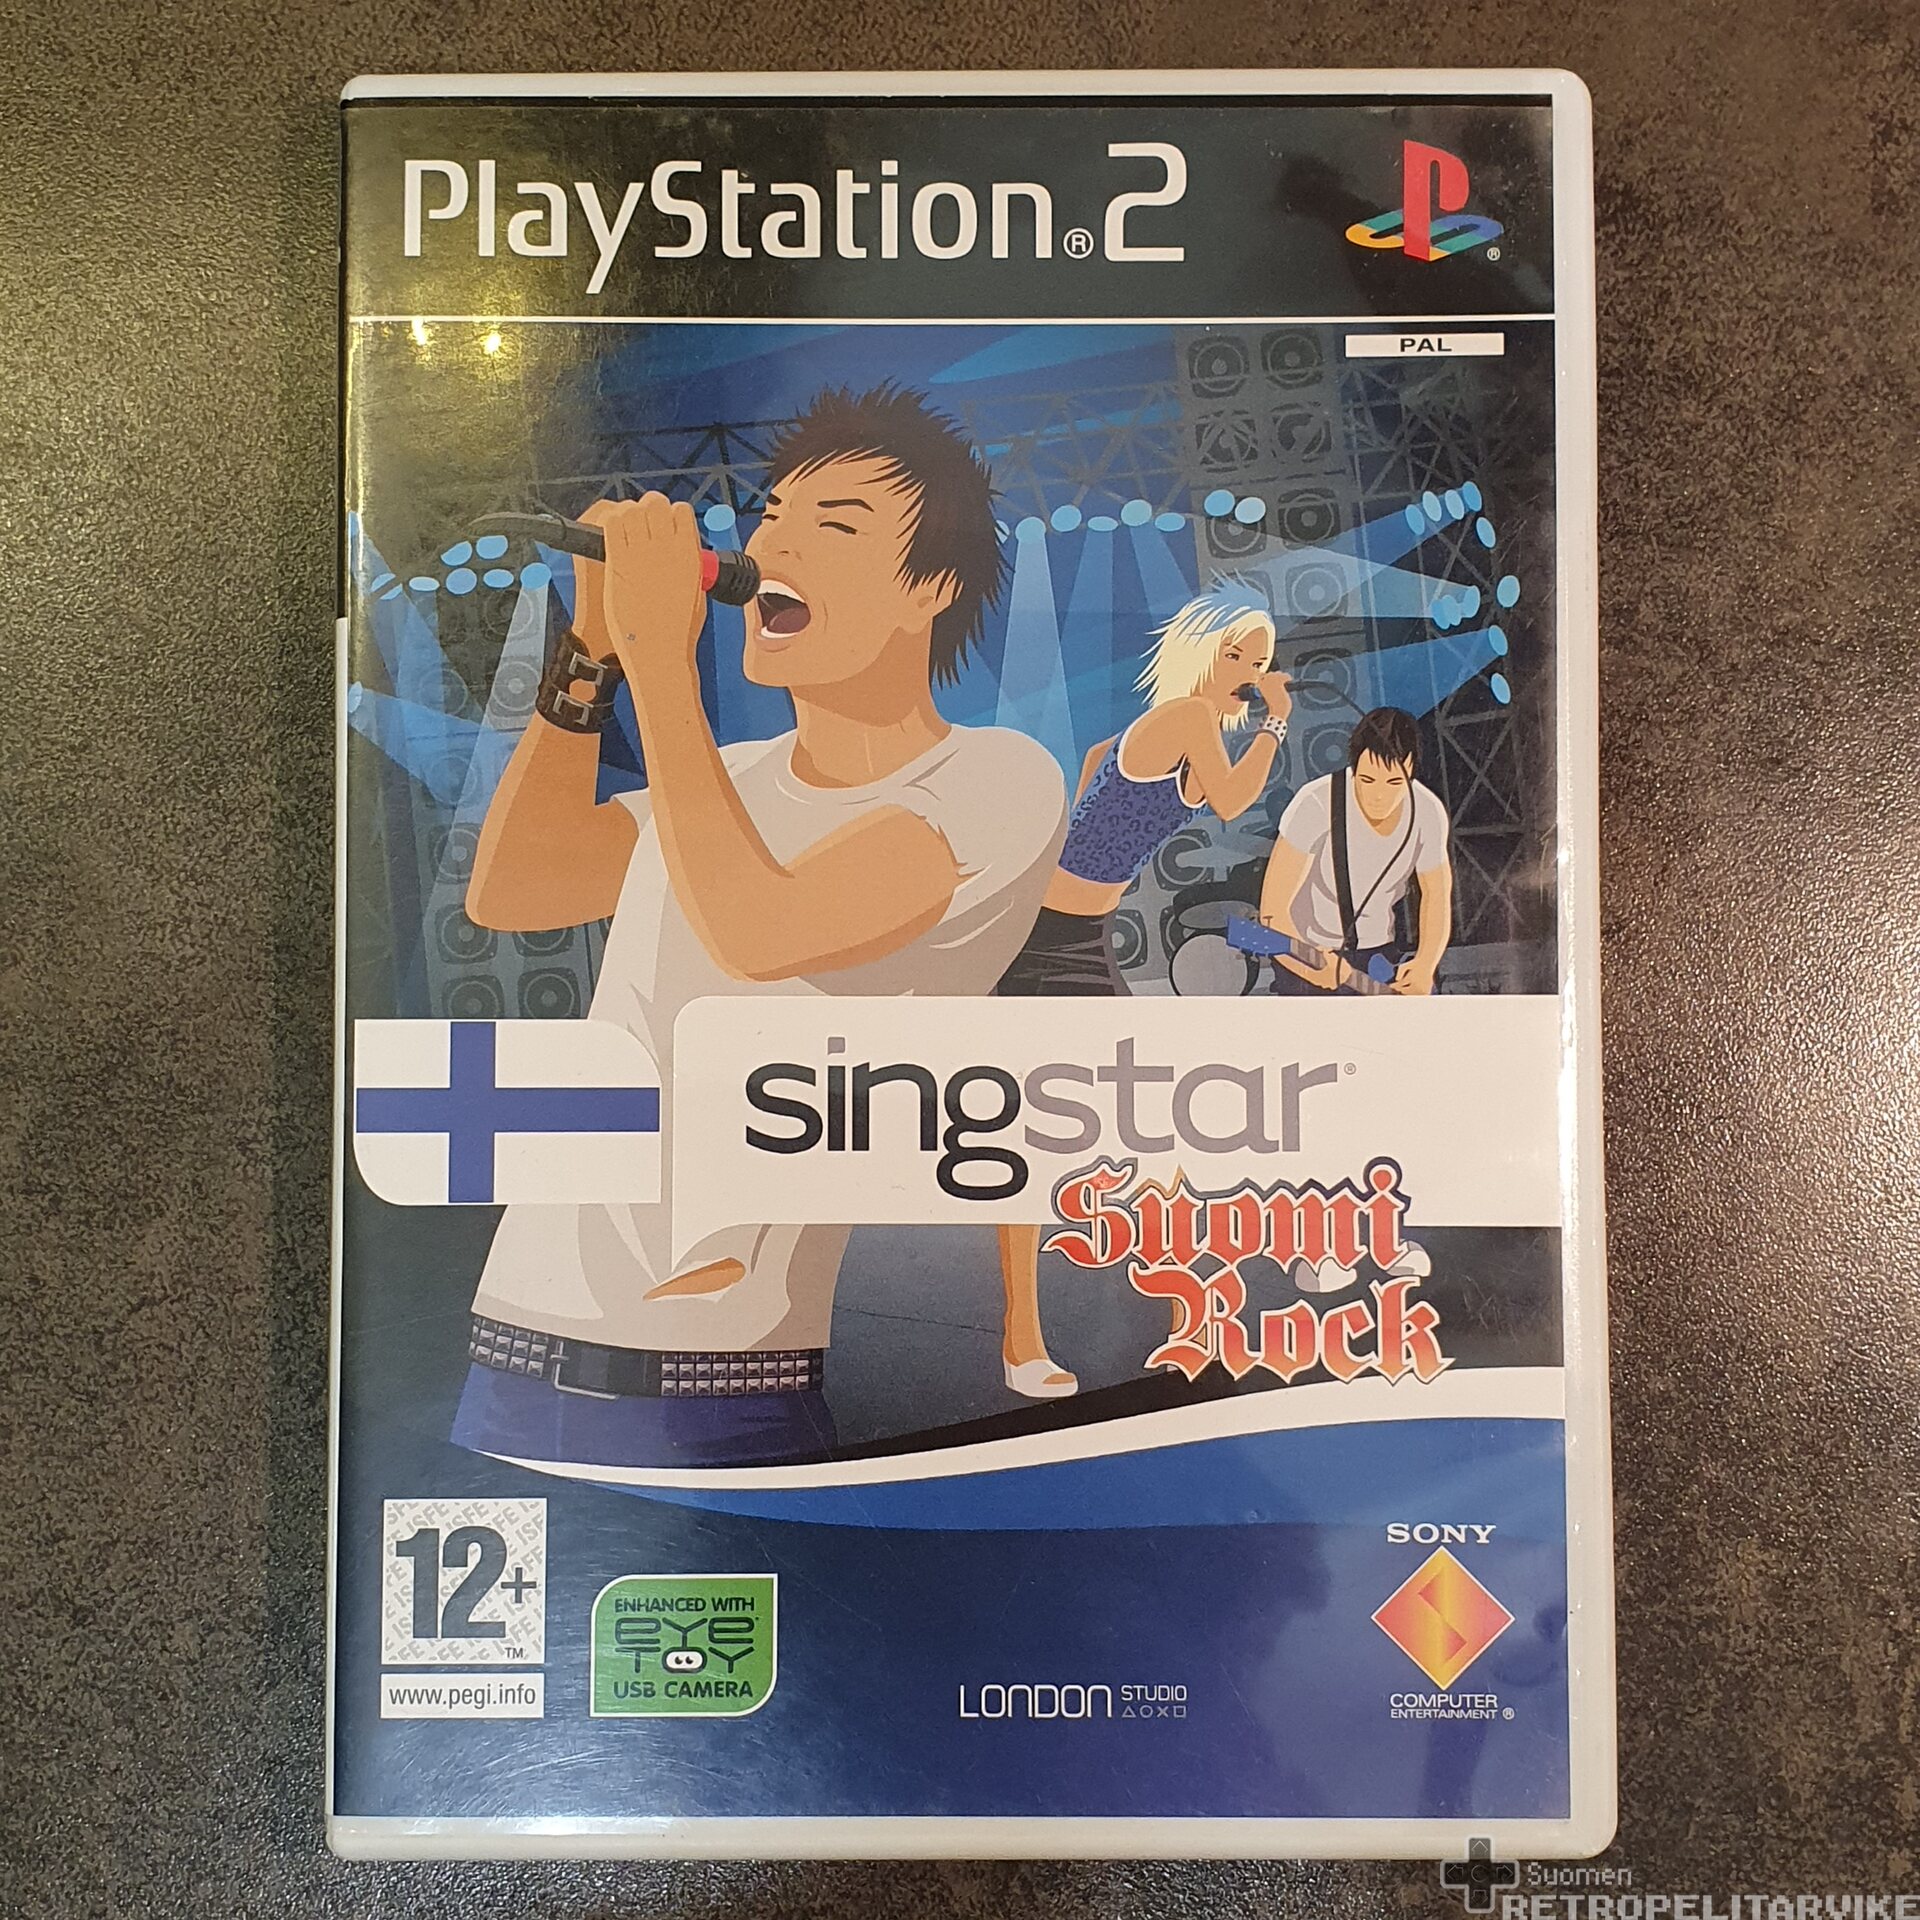 PlayStation®2
PAL
singstar®
Suomi
Rock
12+
™
www.pegi.info
ENHANCED WITH
EYE
TOY
USB CAMERA
LONDON STUDIO
SONY
COMPUTER
ENTERTAINMENT ®
Suomen
RETROPELITARVIKE